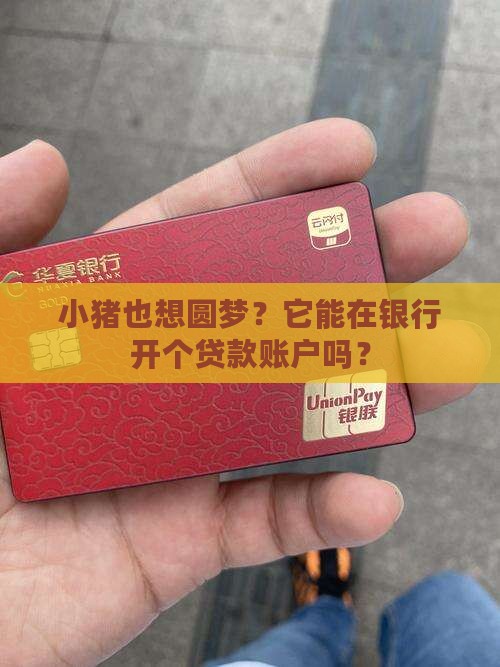 云闪付
UnionPay
华夏银行
HUAXIA BANK
GOLD
小猪也想圆梦？它能在银行
开个贷款账户吗？
UnionPay
银联